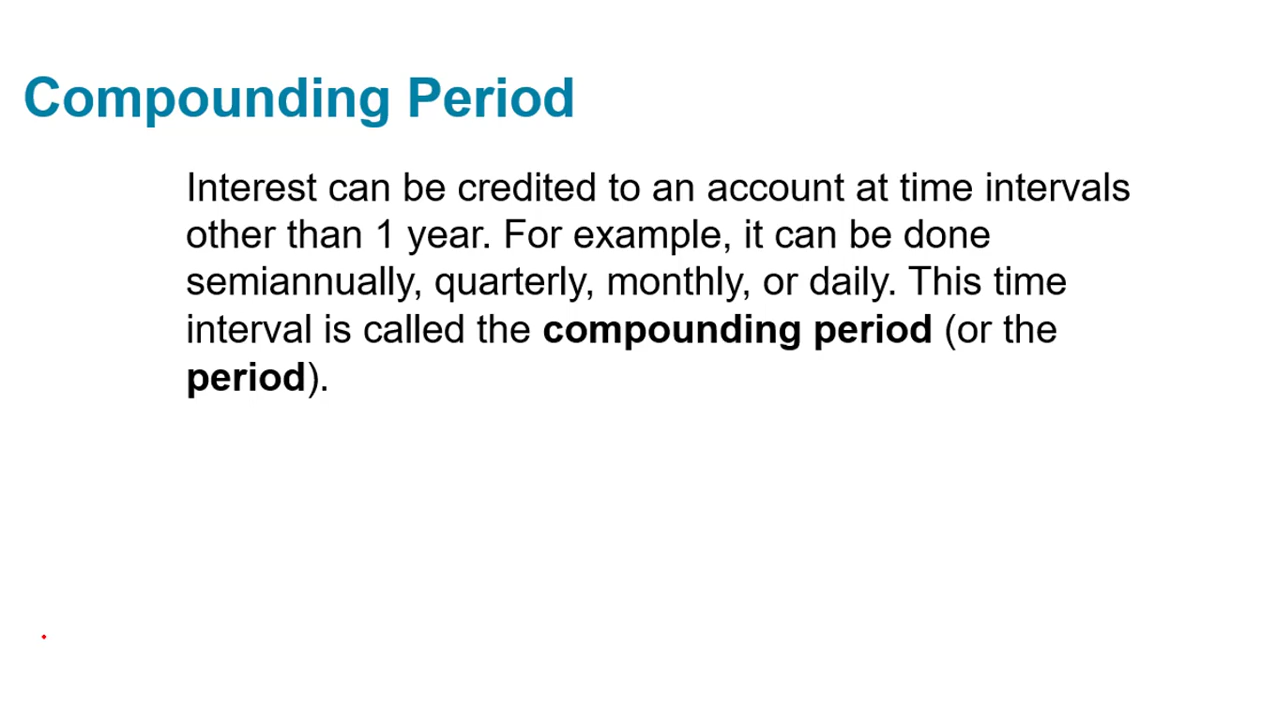 Compounding Period
Interest can be credited to an account at time intervals
other than 1 year. For example, it can be done
semiannually, quarterly, monthly, or daily. This time
interval is called the compounding period (or the
period).